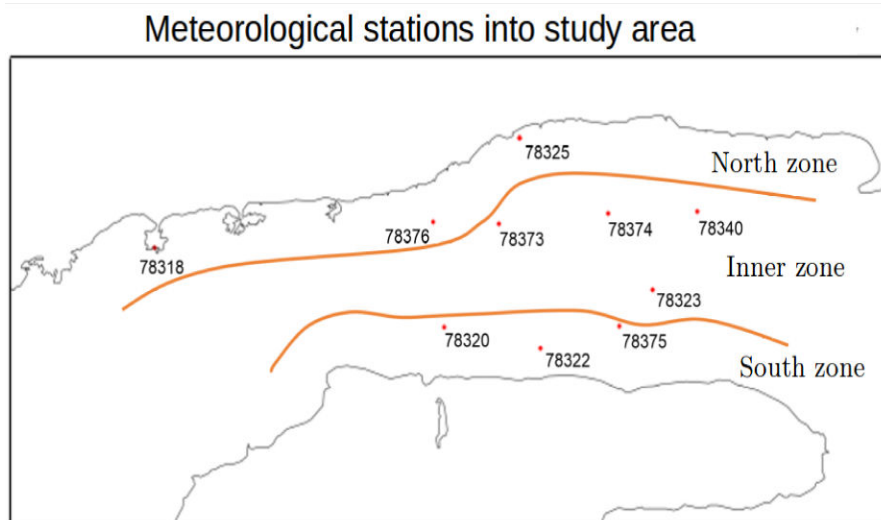 Meteorological stations into study area
78325
North zone
78376
78373
78374
78340
78318
Inner zone
78323
78320
78375
78322
South zone